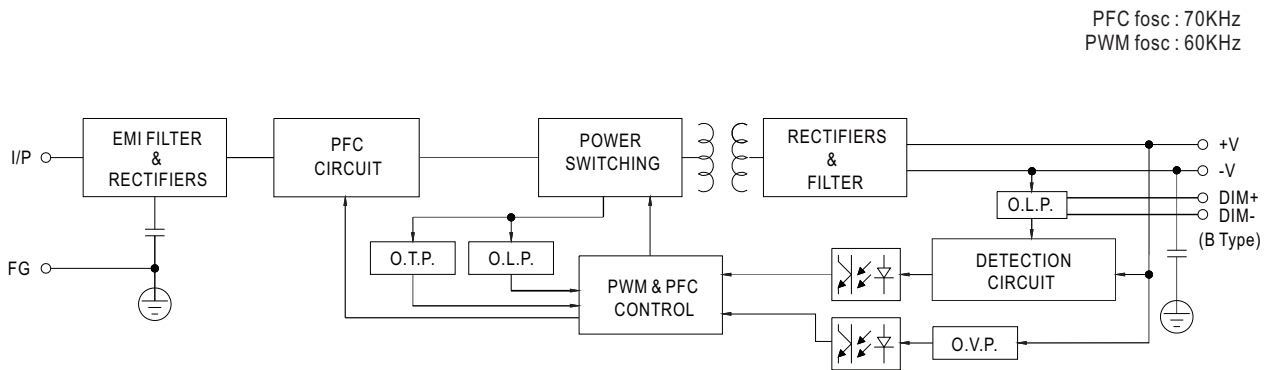 PFC fosc : 70KHz
PWM fosc : 60KHz
I/P
EMI FILTER
&
RECTIFIERS
PFC
CIRCUIT
POWER
SWITCHING
RECTIFIERS
&
FILTER
+V
-V
DIM+
DIM-
(B Type)
O.L.P.
FG
O.T.P.
O.L.P.
PWM & PFC
CONTROL
DETECTION
CIRCUIT
O.V.P.